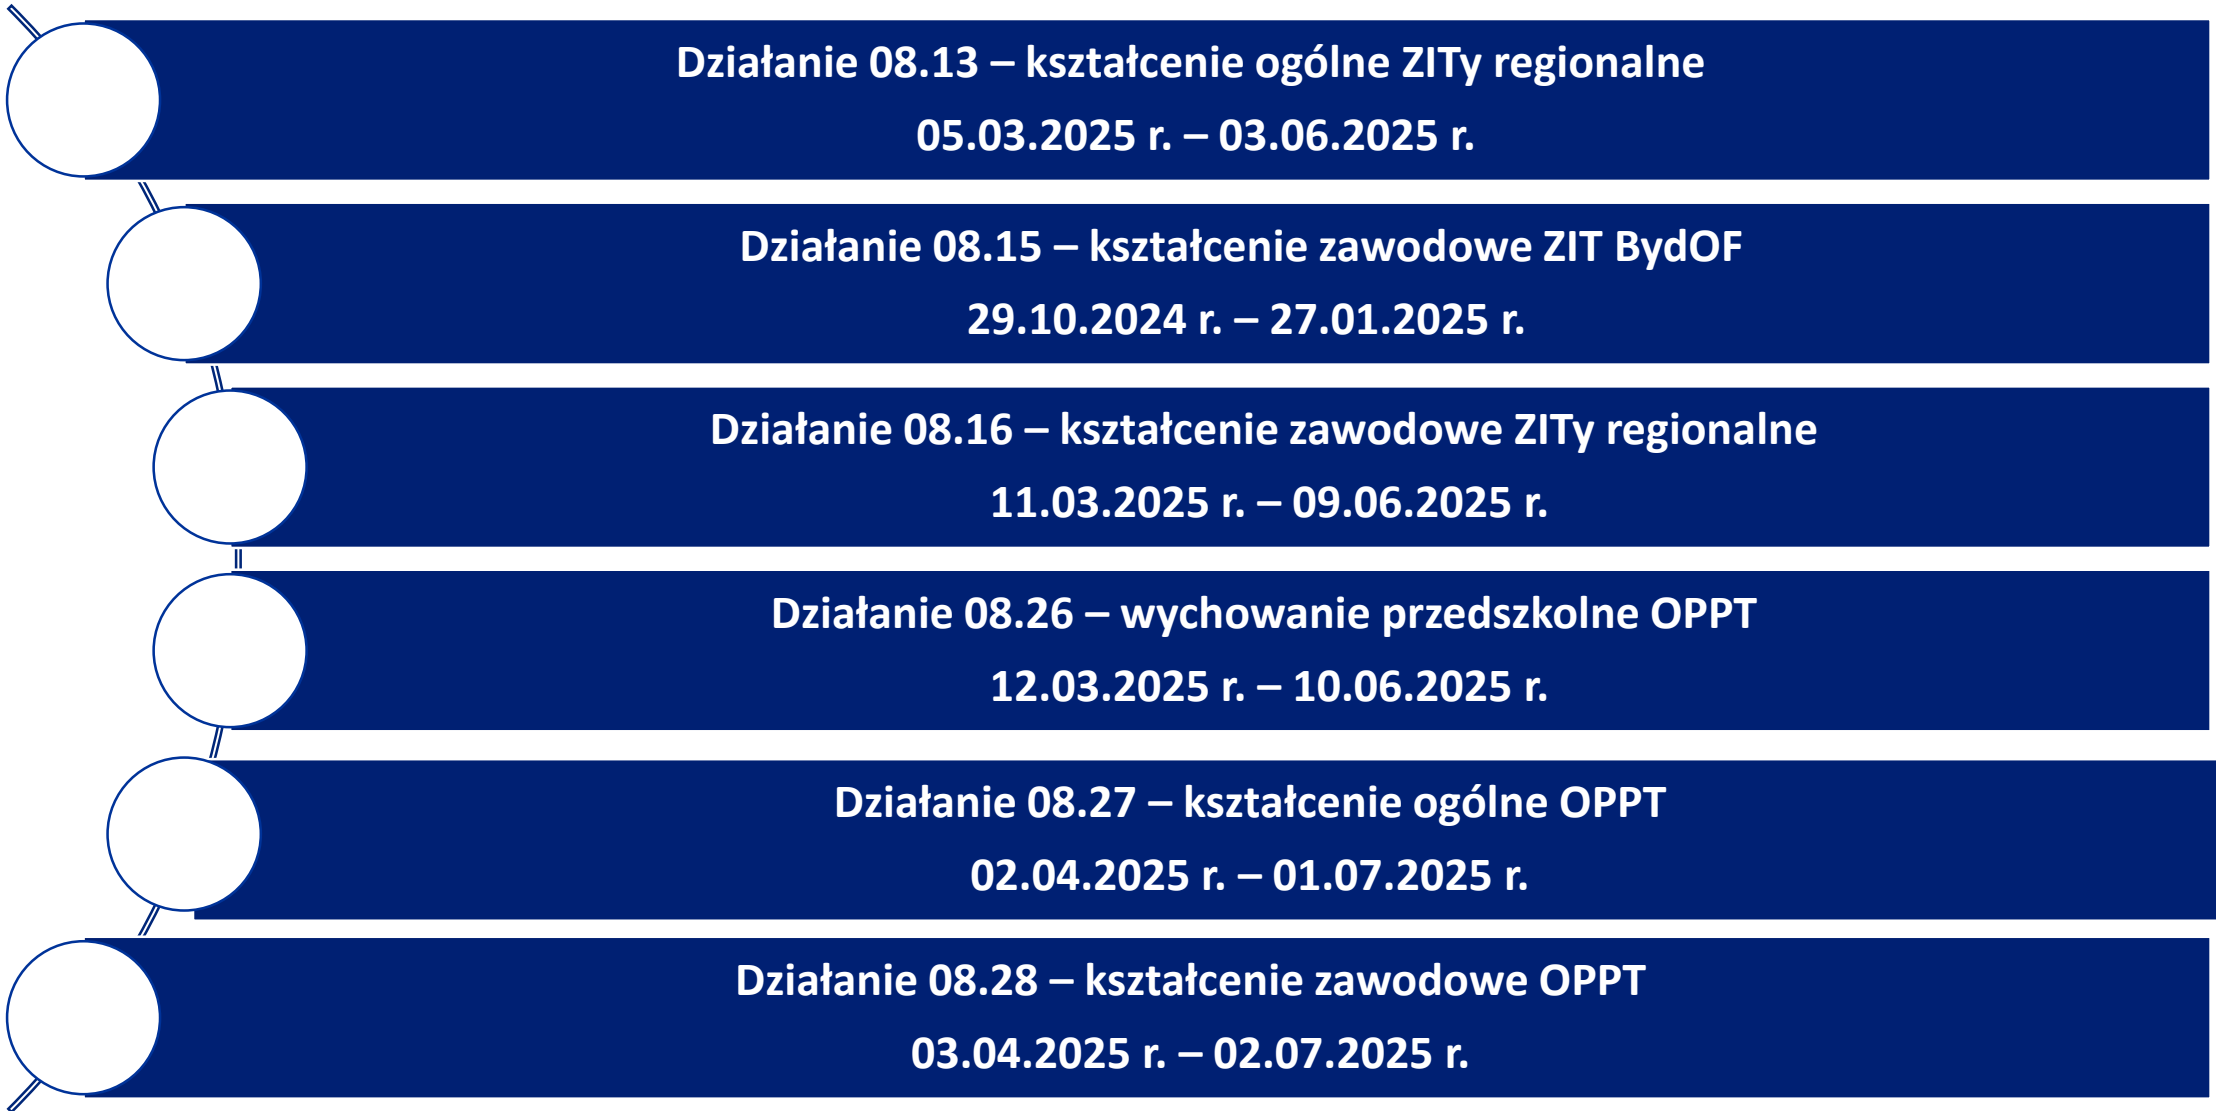 Działanie 08.13 – kształcenie ogólne ZITy regionalne
05.03.2025 r. – 03.06.2025 r.
Działanie 08.15 – kształcenie zawodowe ZIT BydOF
29.10.2024 r. – 27.01.2025 r.
Działanie 08.16 – kształcenie zawodowe ZITy regionalne
11.03.2025 r. – 09.06.2025 r.
Działanie 08.26 – wychowanie przedszkolne OPPT
12.03.2025 r. – 10.06.2025 r.
Działanie 08.27 – kształcenie ogólne OPPT
02.04.2025 r. – 01.07.2025 r.
Działanie 08.28 – kształcenie zawodowe OPPT
03.04.2025 r. – 02.07.2025 r.